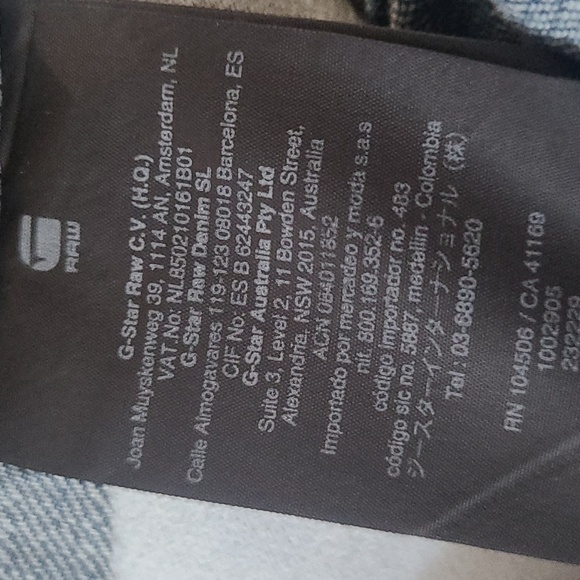 RAW
G-Star Raw C.V. (H.Q.)
Joan Muyskenweg 39, 1114 AN, Amsterdam, NL
VAT.No: NL850210161B01
G-Star Raw Denim SL
Calle Almogavares 119-123 08018 Barcelona, ES
CIF No: ES B 62443247
G-Star Australia Pty Ltd
Suite 3, Level 2, 11 Bowden Street,
Alexandria, NSW 2015, Australia
ACN 084011852
Importado por mercadeo y moda s.a.s
nit. 800.169.352-6
código importador no. 483
código sic no. 5867, medellin - Colombia
ジースターインターナショナル（株）
Tel : 03-6890-5620
RN 104506 / CA 41169
1002905